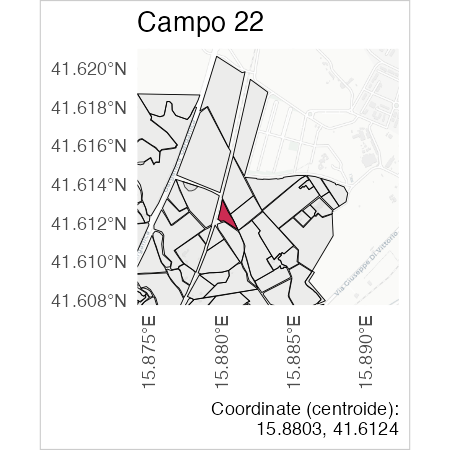 Campo 22
41.620°N
41.618°N
41.616°N
41.614°N
41.612°N
41.610°N
41.608°N
Via Giuseppe Di Vittorio
15.875°E
15.880°E
15.885°E
15.890°E
Coordinate (centroide):
15.8803, 41.6124